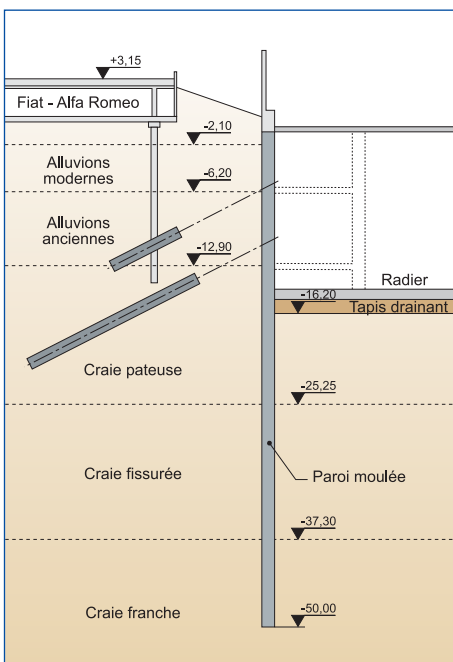 +3,15
Fiat - Alfa Romeo
-2,10
Alluvions
modernes
-6,20
Alluvions
anciennes
-12,90
Radier
-16,20
Tapis drainant
Craie pateuse
-25,25
Craie fissurée
Paroi moulée
-37,30
Craie franche
-50,00